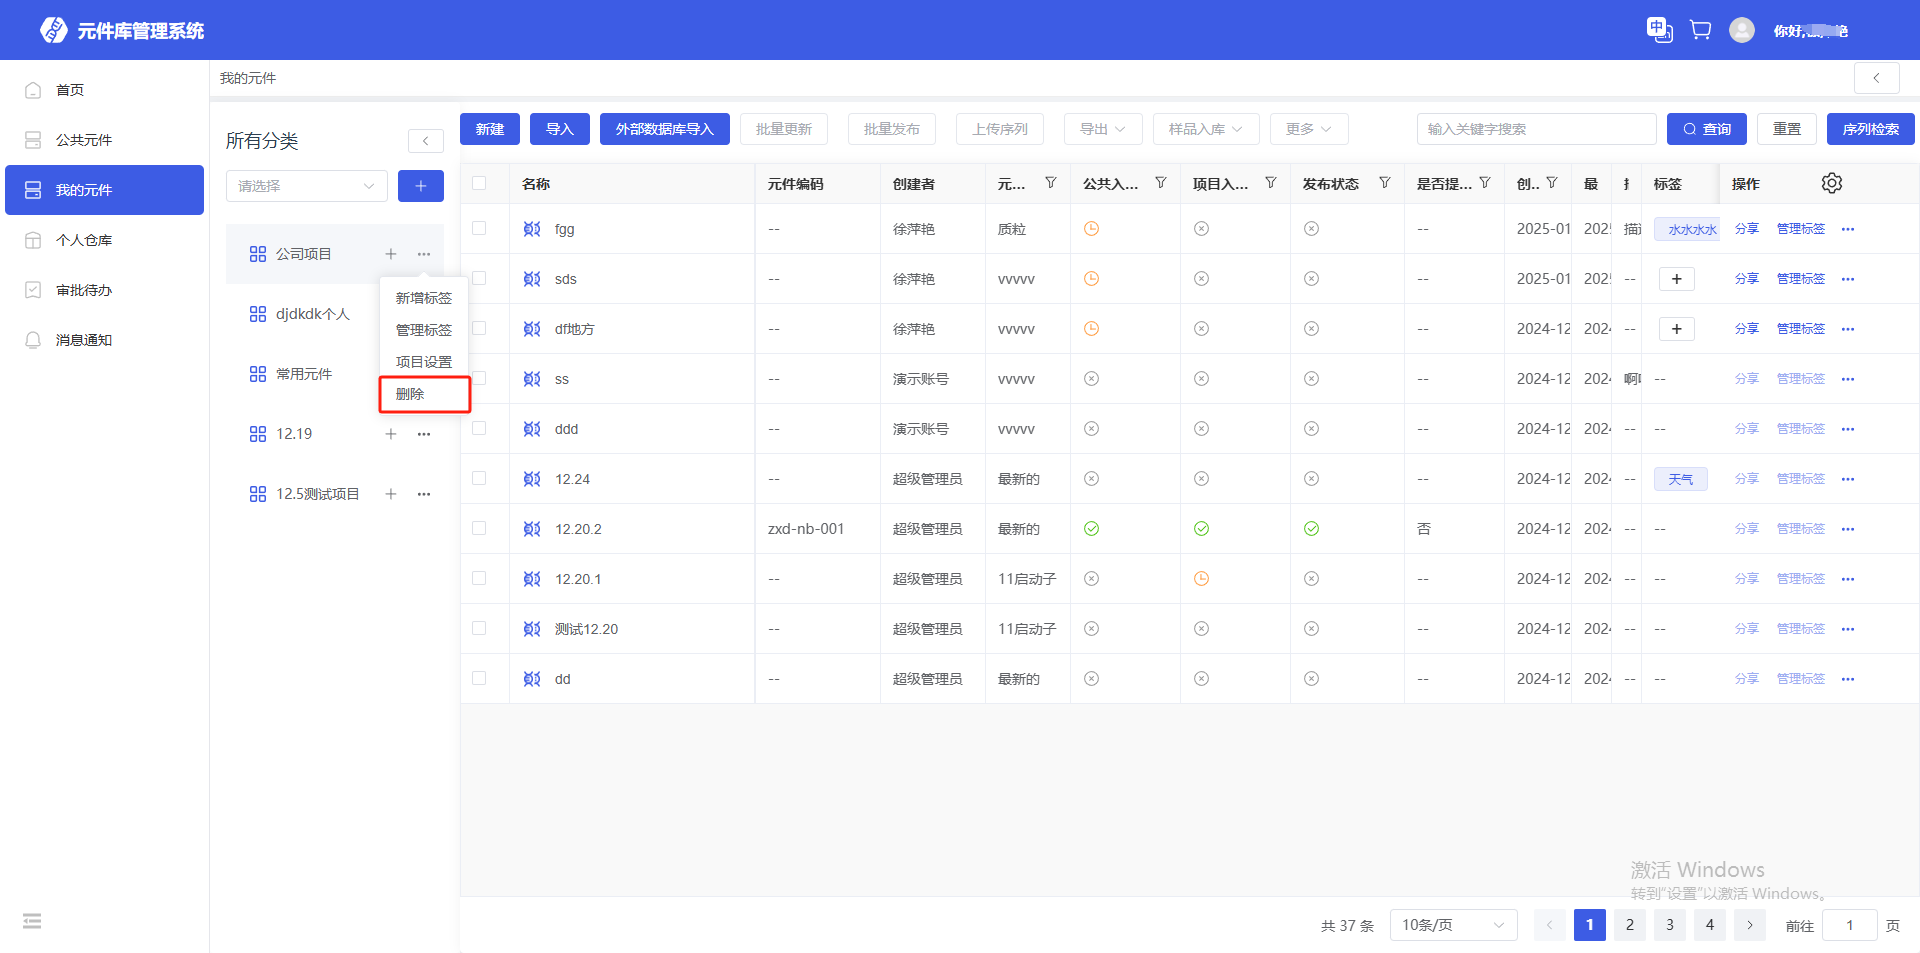 元件库管理系统
中
你好,
首页
公共元件
我的元件
个人仓库
审批待办
消息通知
我的元件
所有分类
请选择
公司项目
djdkdk个人
常用元件
12.19
12.5测试项目
新增标签
管理标签
项目设置
删除
新建 导入 外部数据库导入 批量更新 批量发布 上传序列 导出 样品入库 更多 输入关键字搜索 查询 重置 序列检索
名称 元件编码 创建者 元... 公共入... 项目入... 发布状态 是否提... 创.. 最 标签 操作
fgg -- 徐萍艳 质粒 -- 2025-01 202 水水水水 分享 管理标签
sds -- 徐萍艳 vvvvv -- 2025-01 202 -- + 分享 管理标签
df地方 -- 徐萍艳 vvvvv -- 2024-12 202 -- + 分享 管理标签
ss -- 演示账号 vvvvv -- 2024-12 202 -- 分享 管理标签
ddd -- 演示账号 vvvvv -- 2024-12 202 -- -- 分享 管理标签
12.24 -- 超级管理员 最新的 -- 2024-12 202 -- 天气 分享 管理标签
12.20.2 zxd-nb-001 超级管理员 最新的 否 2024-12 202 -- -- 分享 管理标签
12.20.1 -- 超级管理员 11启动子 -- 2024-12 202 -- -- 分享 管理标签
测试12.20 -- 超级管理员 11启动子 -- 2024-12 202 -- -- 分享 管理标签
dd -- 超级管理员 最新的 -- 2024-12 202 -- -- 分享 管理标签
激活 Windows
转到"设置"以激活 Windows。
共 37 条 10条/页 1 2 3 4 前往 1 页